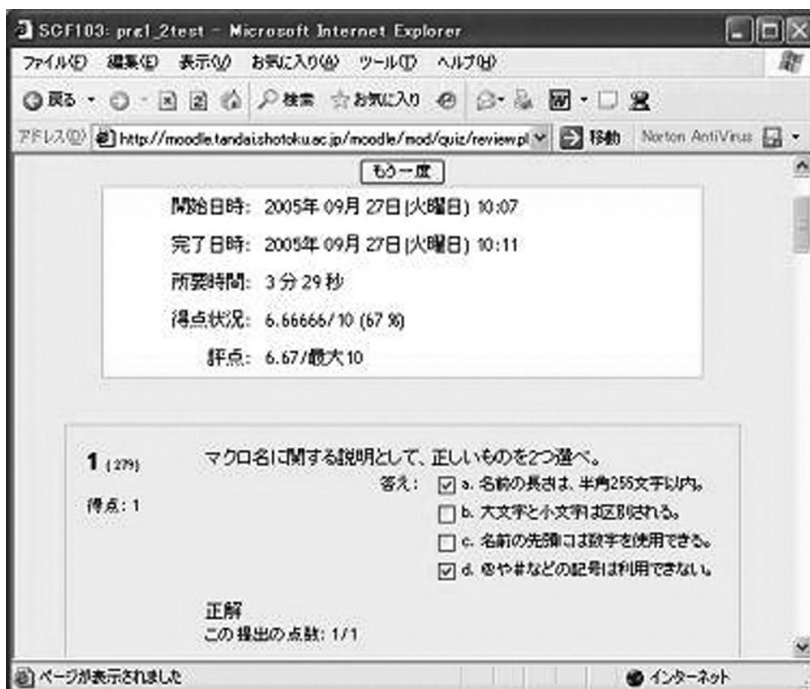 SCF103: pre1_2test - Microsoft Internet Explorer
ファイル(F) 編集(E) 表示(V) お気に入り(A) ツール(T) ヘルプ(H)
戻る 検索 お気に入り
アドレス(D) http://moodle.tandai.shotoku.ac.jp/moodle/mod/quiz/review.p 移動 Norton AntiVirus
もう一度
開始日時: 2005年 09月 27日 (火曜日) 10:07
完了日時: 2005年 09月 27日 (火曜日) 10:11
所要時間: 3 分 29 秒
得点状況: 6.66666/10 (67 %)
評点: 6.67/最大 10
1 (279) マクロ名に関する説明として、正しいものを2つ選べ。
答え: a. 名前の長さは、半角255文字以内。
得点: 1
b. 大文字と小文字は区別される。
c. 名前の先頭には数字を使用できる。
d. @や#などの記号は利用できない。
正解
この提出の点数: 1/1
ページが表示されました インターネット